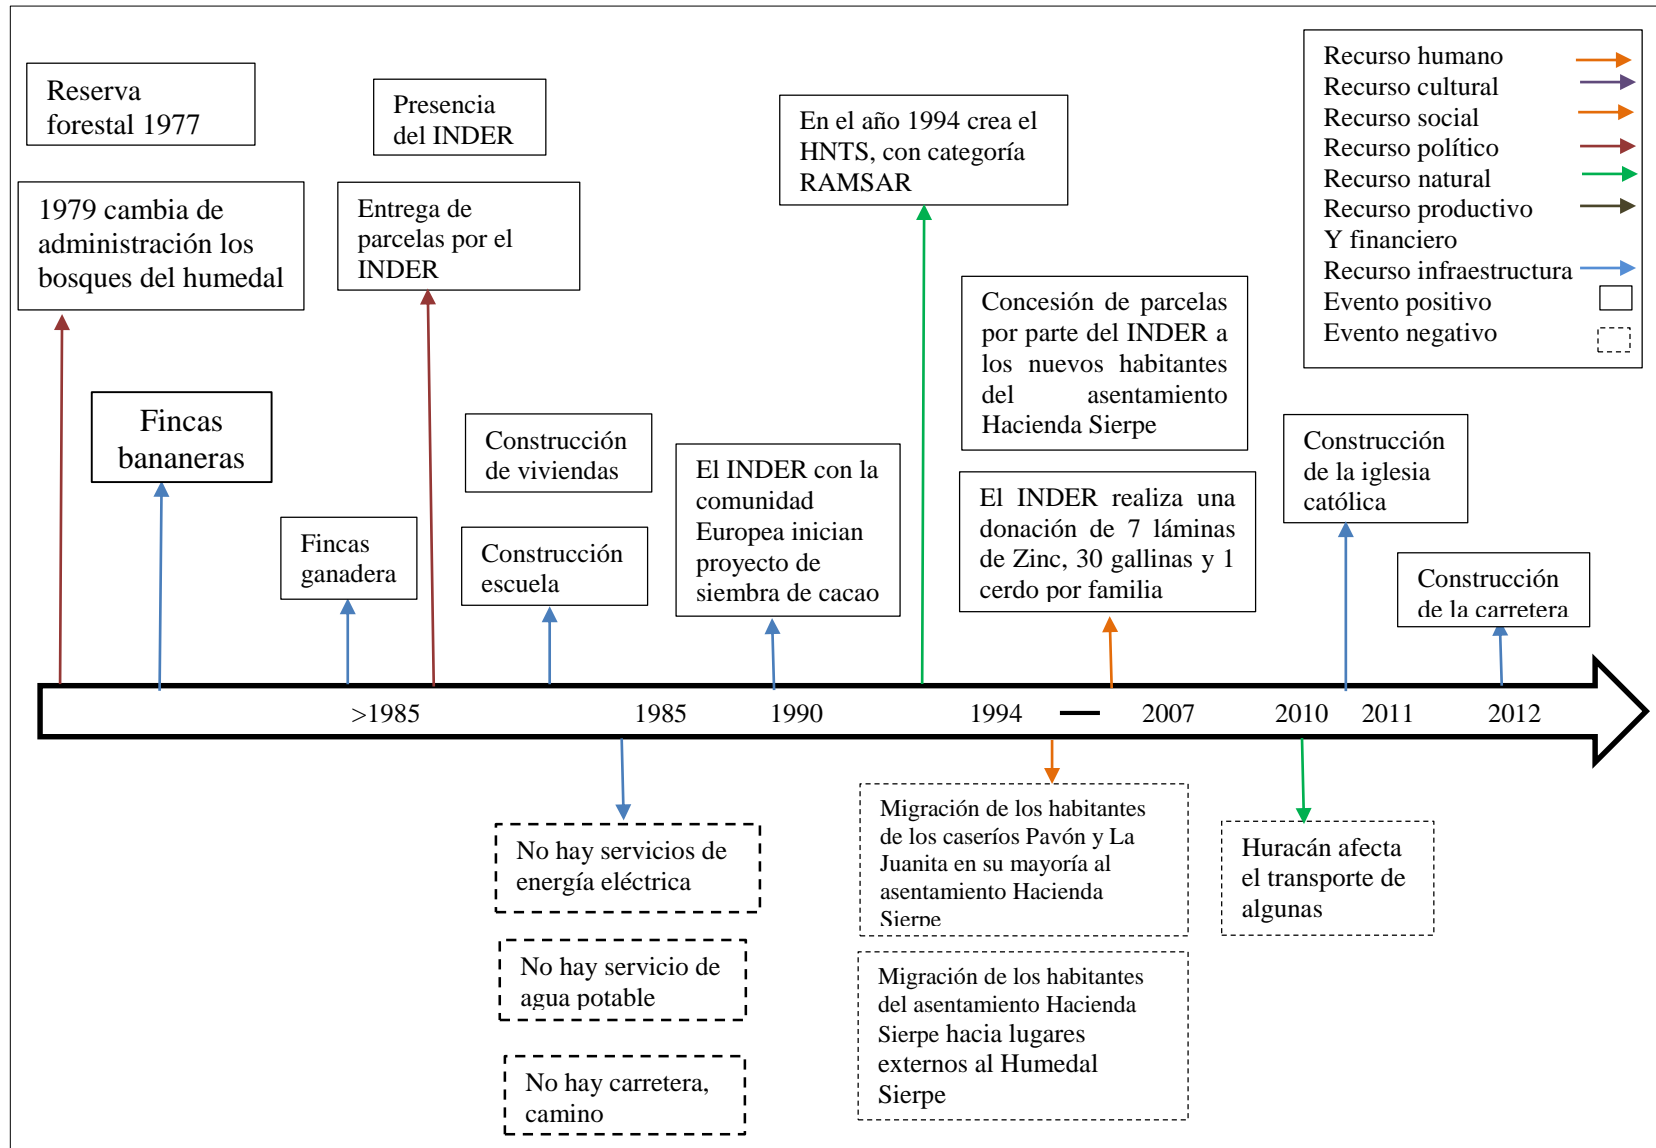 Reserva
forestal 1977
1979 cambia de
administración los
bosques del humedal
Fincas
bananeras
Presencia
del INDER
Entrega de
parcelas por el
INDER
Fincas
ganadera
Construcción
de viviendas
Construcción
escuela
El INDER con la
comunidad
Europea inician
proyecto de
siembra de cacao
En el año 1994 crea el
HNTS, con categoría
RAMSAR
Concesión de parcelas
por parte del INDER a
los nuevos habitantes
del asentamiento
Hacienda Sierpe
El INDER realiza una
donación de 7 láminas
de Zinc, 30 gallinas y 1
cerdo por familia
Construcción
de la iglesia
católica
Construcción
de la carretera
Recurso humano
Recurso cultural
Recurso social
Recurso político
Recurso natural
Recurso productivo
Y financiero
Recurso infraestructura
Evento positivo
Evento negativo
>1985 1985 1990 1994 — 2007 2010 2011 2012
No hay servicios de
energía eléctrica
No hay servicio de
agua potable
No hay carretera,
camino
Migración de los habitantes
de los caseríos Pavón y La
Juanita en su mayoría al
asentamiento Hacienda
Sierpe
Migración de los habitantes
del asentamiento Hacienda
Sierpe hacia lugares
externos al Humedal
Sierpe
Huracán afecta
el transporte de
algunas